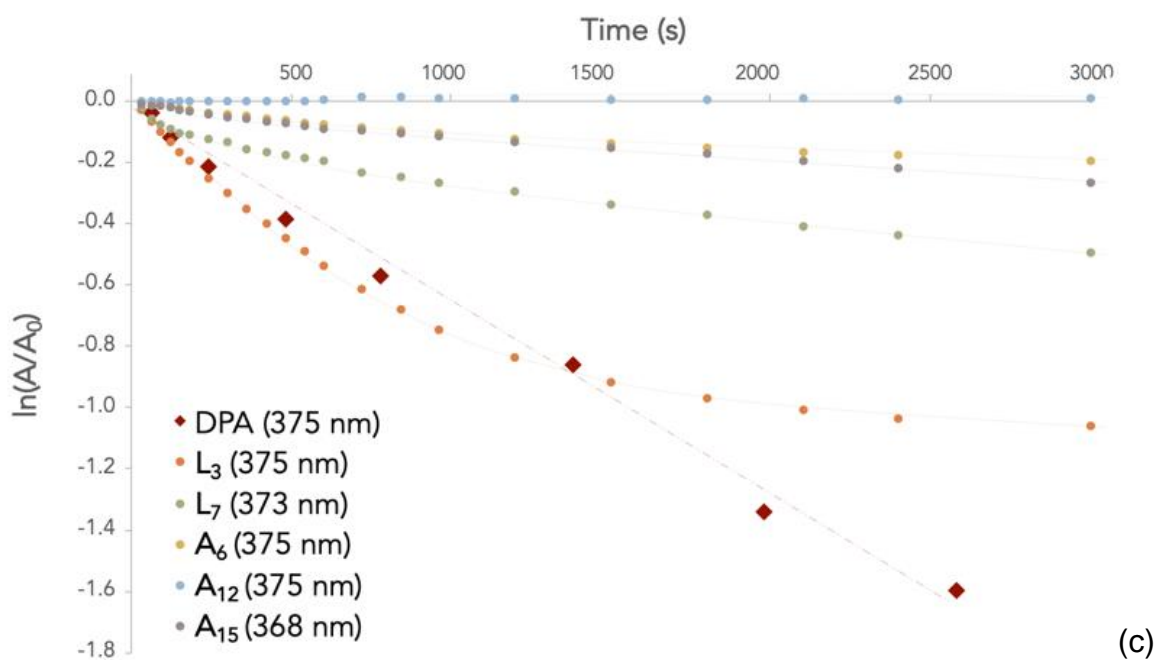 Time (s)
500 1000 1500 2000 2500 3000
0.0
-0.2
-0.4
-0.6
-0.8
-1.0
-1.2
-1.4
-1.6
-1.8
ln(A/A₀)
DPA (375 nm)
L₃ (375 nm)
L₇ (373 nm)
A₆ (375 nm)
A₁₂ (375 nm)
A₁₅ (368 nm)
(c)